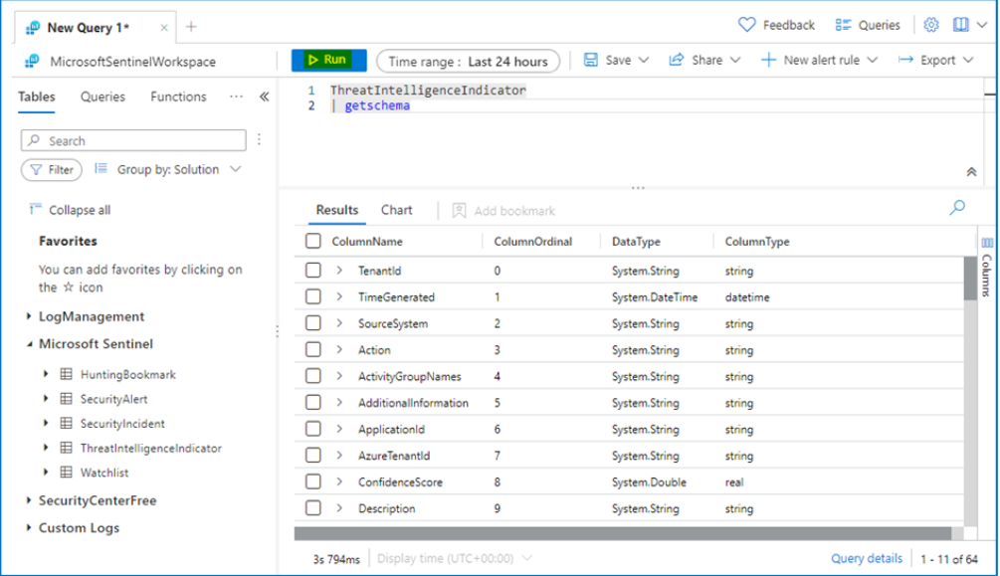 New Query 1* × +
Feedback Queries
MicrosoftSentinelWorkspace
Run Time range : Last 24 hours Save Share New alert rule Export
Tables Queries Functions ... «
1 ThreatIntelligenceIndicator
2 | getschema
Search
Filter Group by: Solution
Collapse all
Favorites
You can add favorites by clicking on
the ☆ icon
LogManagement
Microsoft Sentinel
HuntingBookmark
SecurityAlert
SecurityIncident
ThreatIntelligenceIndicator
Watchlist
SecurityCenterFree
Custom Logs
Results Chart Add bookmark
ColumnName ColumnOrdinal DataType ColumnType
TenantId 0 System.String string
TimeGenerated 1 System.DateTime datetime
SourceSystem 2 System.String string
Action 3 System.String string
ActivityGroupNames 4 System.String string
AdditionalInformation 5 System.String string
ApplicationId 6 System.String string
AzureTenantId 7 System.String string
ConfidenceScore 8 System.Double real
Description 9 System.String string
Columns
3s 794ms Display time (UTC+00:00) Query details 1 - 11 of 64